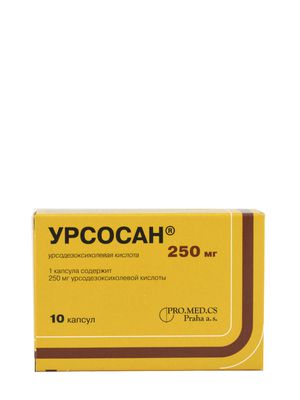 УРСОСАН®
урсодезоксихолевая кислота
250 мг
1 капсула содержит
250 мг урсодезоксихолевой кислоты
10 капсул
PRO.MED.CS
Praha a. s.